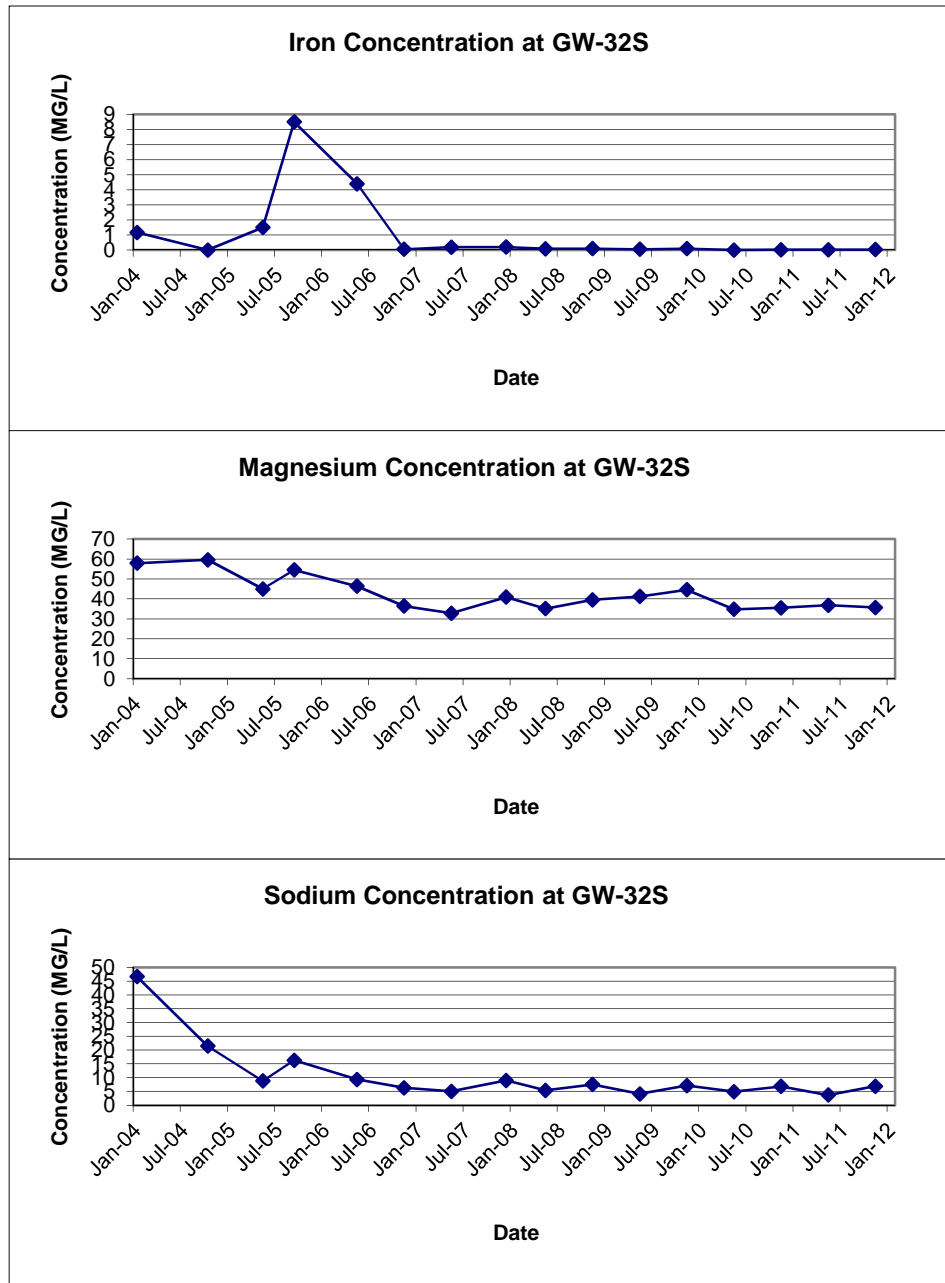 Iron Concentration at GW-32S
Concentration (MG/L)
9
8
7
6
5
4
3
2
1
0
Jan-04
Jul-04
Jan-05
Jul-05
Jan-06
Jul-06
Jan-07
Jul-07
Jan-08
Jul-08
Jan-09
Jul-09
Jan-10
Jul-10
Jan-11
Jul-11
Jan-12
Date
Magnesium Concentration at GW-32S
Concentration (MG/L)
70
60
50
40
30
20
10
0
Jan-04
Jul-04
Jan-05
Jul-05
Jan-06
Jul-06
Jan-07
Jul-07
Jan-08
Jul-08
Jan-09
Jul-09
Jan-10
Jul-10
Jan-11
Jul-11
Jan-12
Date
Sodium Concentration at GW-32S
Concentration (MG/L)
50
45
40
35
30
25
20
15
10
5
0
Jan-04
Jul-04
Jan-05
Jul-05
Jan-06
Jul-06
Jan-07
Jul-07
Jan-08
Jul-08
Jan-09
Jul-09
Jan-10
Jul-10
Jan-11
Jul-11
Jan-12
Date